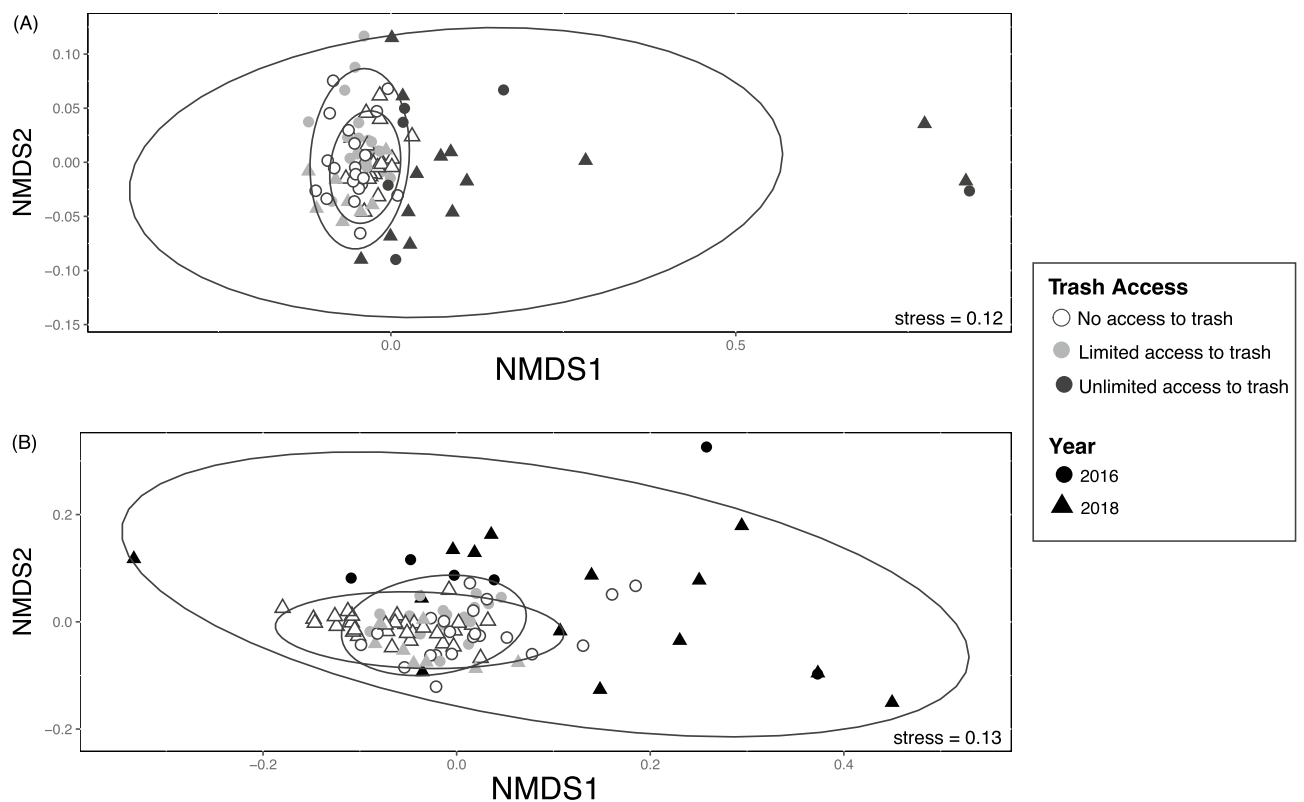 (A)
0.10
0.05
0.00
−0.05
−0.10
−0.15
NMDS2
stress = 0.12
0.0
0.5
NMDS1
(B)
0.2
0.0
−0.2
NMDS2
stress = 0.13
−0.2
0.0
0.2
0.4
NMDS1
Trash Access
No access to trash
Limited access to trash
Unlimited access to trash
Year
2016
2018